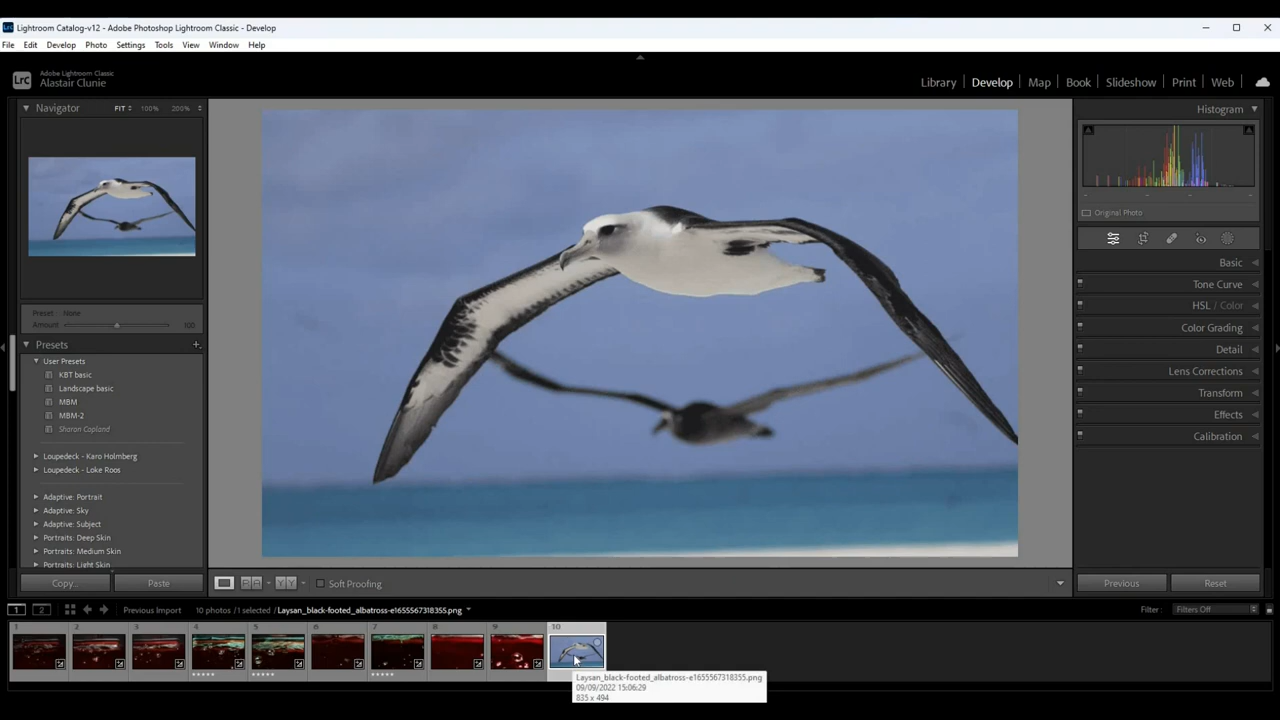 Lightroom Catalog-v12 - Adobe Photoshop Lightroom Classic - Develop
File Edit Develop Photo Settings Tools View Window Help
Lrc Adobe Lightroom Classic
Alastair Clunie
Library | Develop | Map | Book | Slideshow | Print | Web
Navigator FIT 100% 200%
Histogram
Original Photo
Basic
Tone Curve
HSL / Color
Color Grading
Detail
Lens Corrections
Transform
Effects
Calibration
Preset: None
Amount 100
Presets +
User Presets
KBT basic
Landscape basic
MBM
MBM-2
Sharon Copland
Loupedeck - Karo Holmberg
Loupedeck - Loke Roos
Adaptive: Portrait
Adaptive: Sky
Adaptive: Subject
Portraits: Deep Skin
Portraits: Medium Skin
Portraits: Light Skin
Copy... Paste
R A Y Y Soft Proofing
Previous Reset
1 2 Previous Import 10 photos / 1 selected / Laysan_black-footed_albatross-e1655567318355.png Filter: Filters Off
1 2 3 4 5 6 7 8 9 10
Laysan_black-footed_albatross-e1655567318355.png
09/09/2022 15:06:29
835 x 494